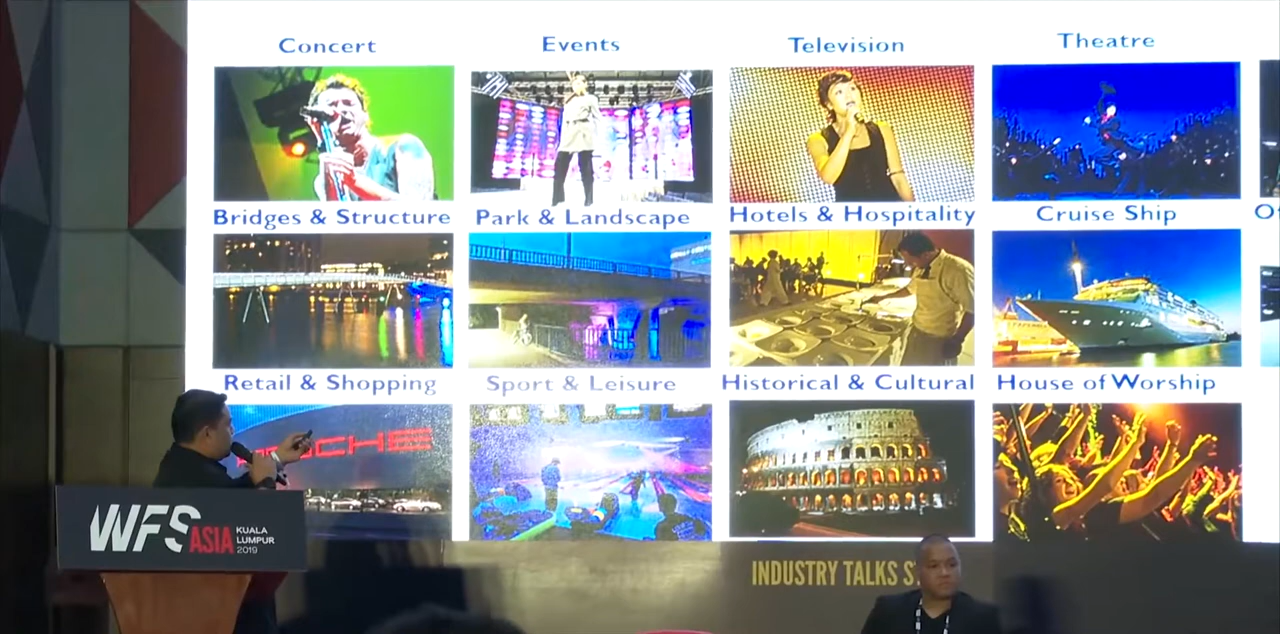 Concert
Events
Television
Theatre
Bridges & Structure
Park & Landscape
Hotels & Hospitality
Cruise Ship
Retail & Shopping
Sport & Leisure
Historical & Cultural
House of Worship
WFS ASIA
KUALA
LUMPUR
2019
INDUSTRY TALKS